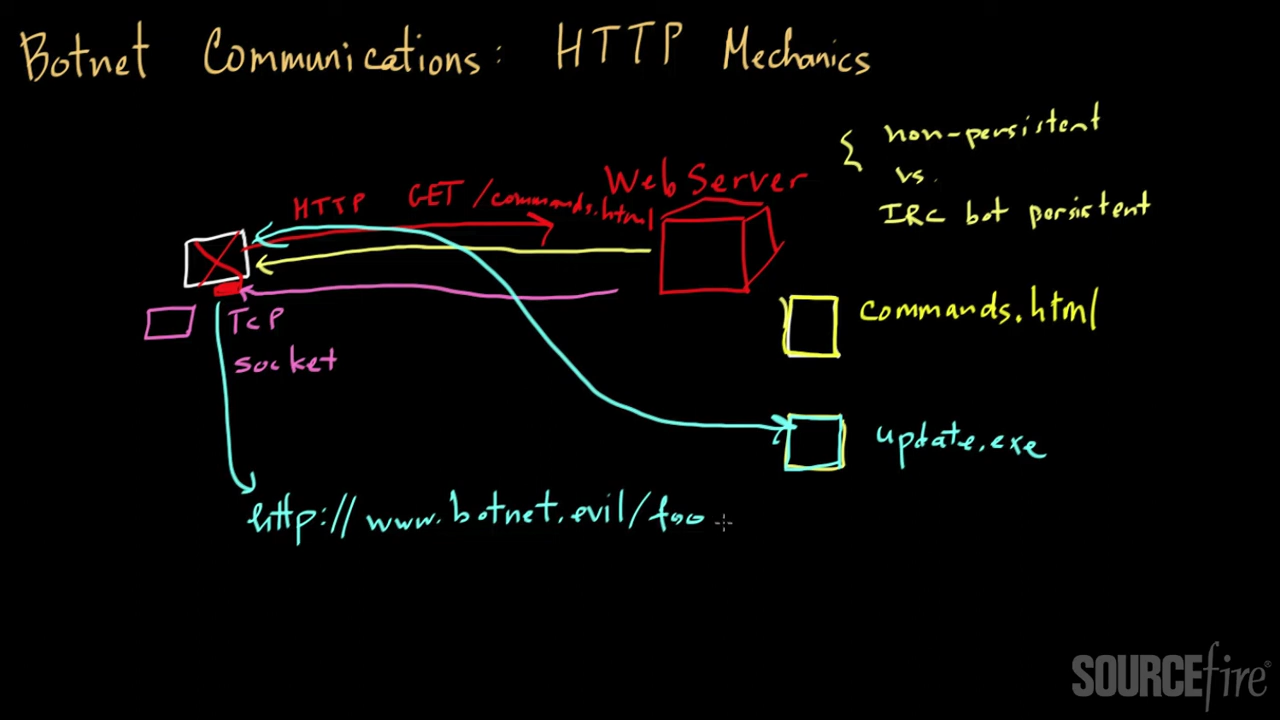 Botnet Communications: HTTP Mechanics
non-persistent
vs.
IRC bot persistent
Web Server
HTTP GET /commands.html
TCP
socket
commands.html
update.exe
http://www.botnet.evil/foo
SOURCEfire®